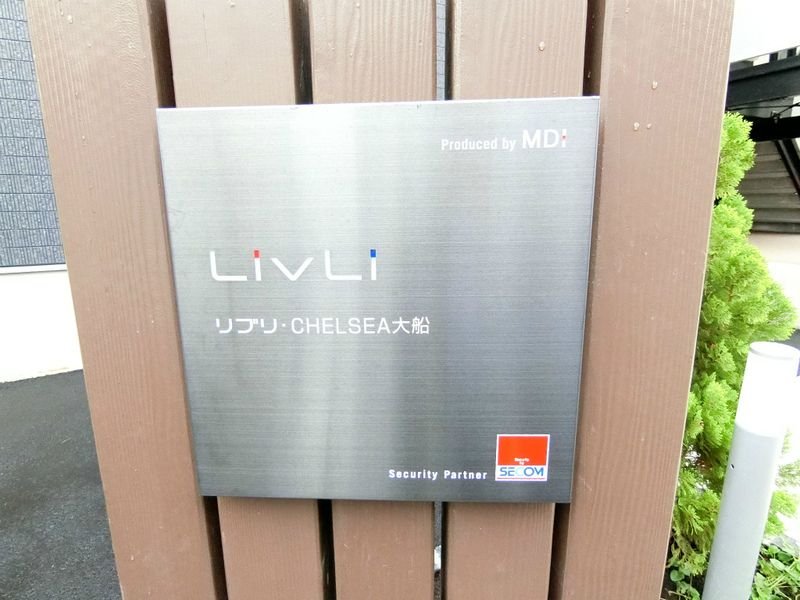 Produced by MDI
LivLi
リブリ・CHELSEA大船
Security Partner
SECOM